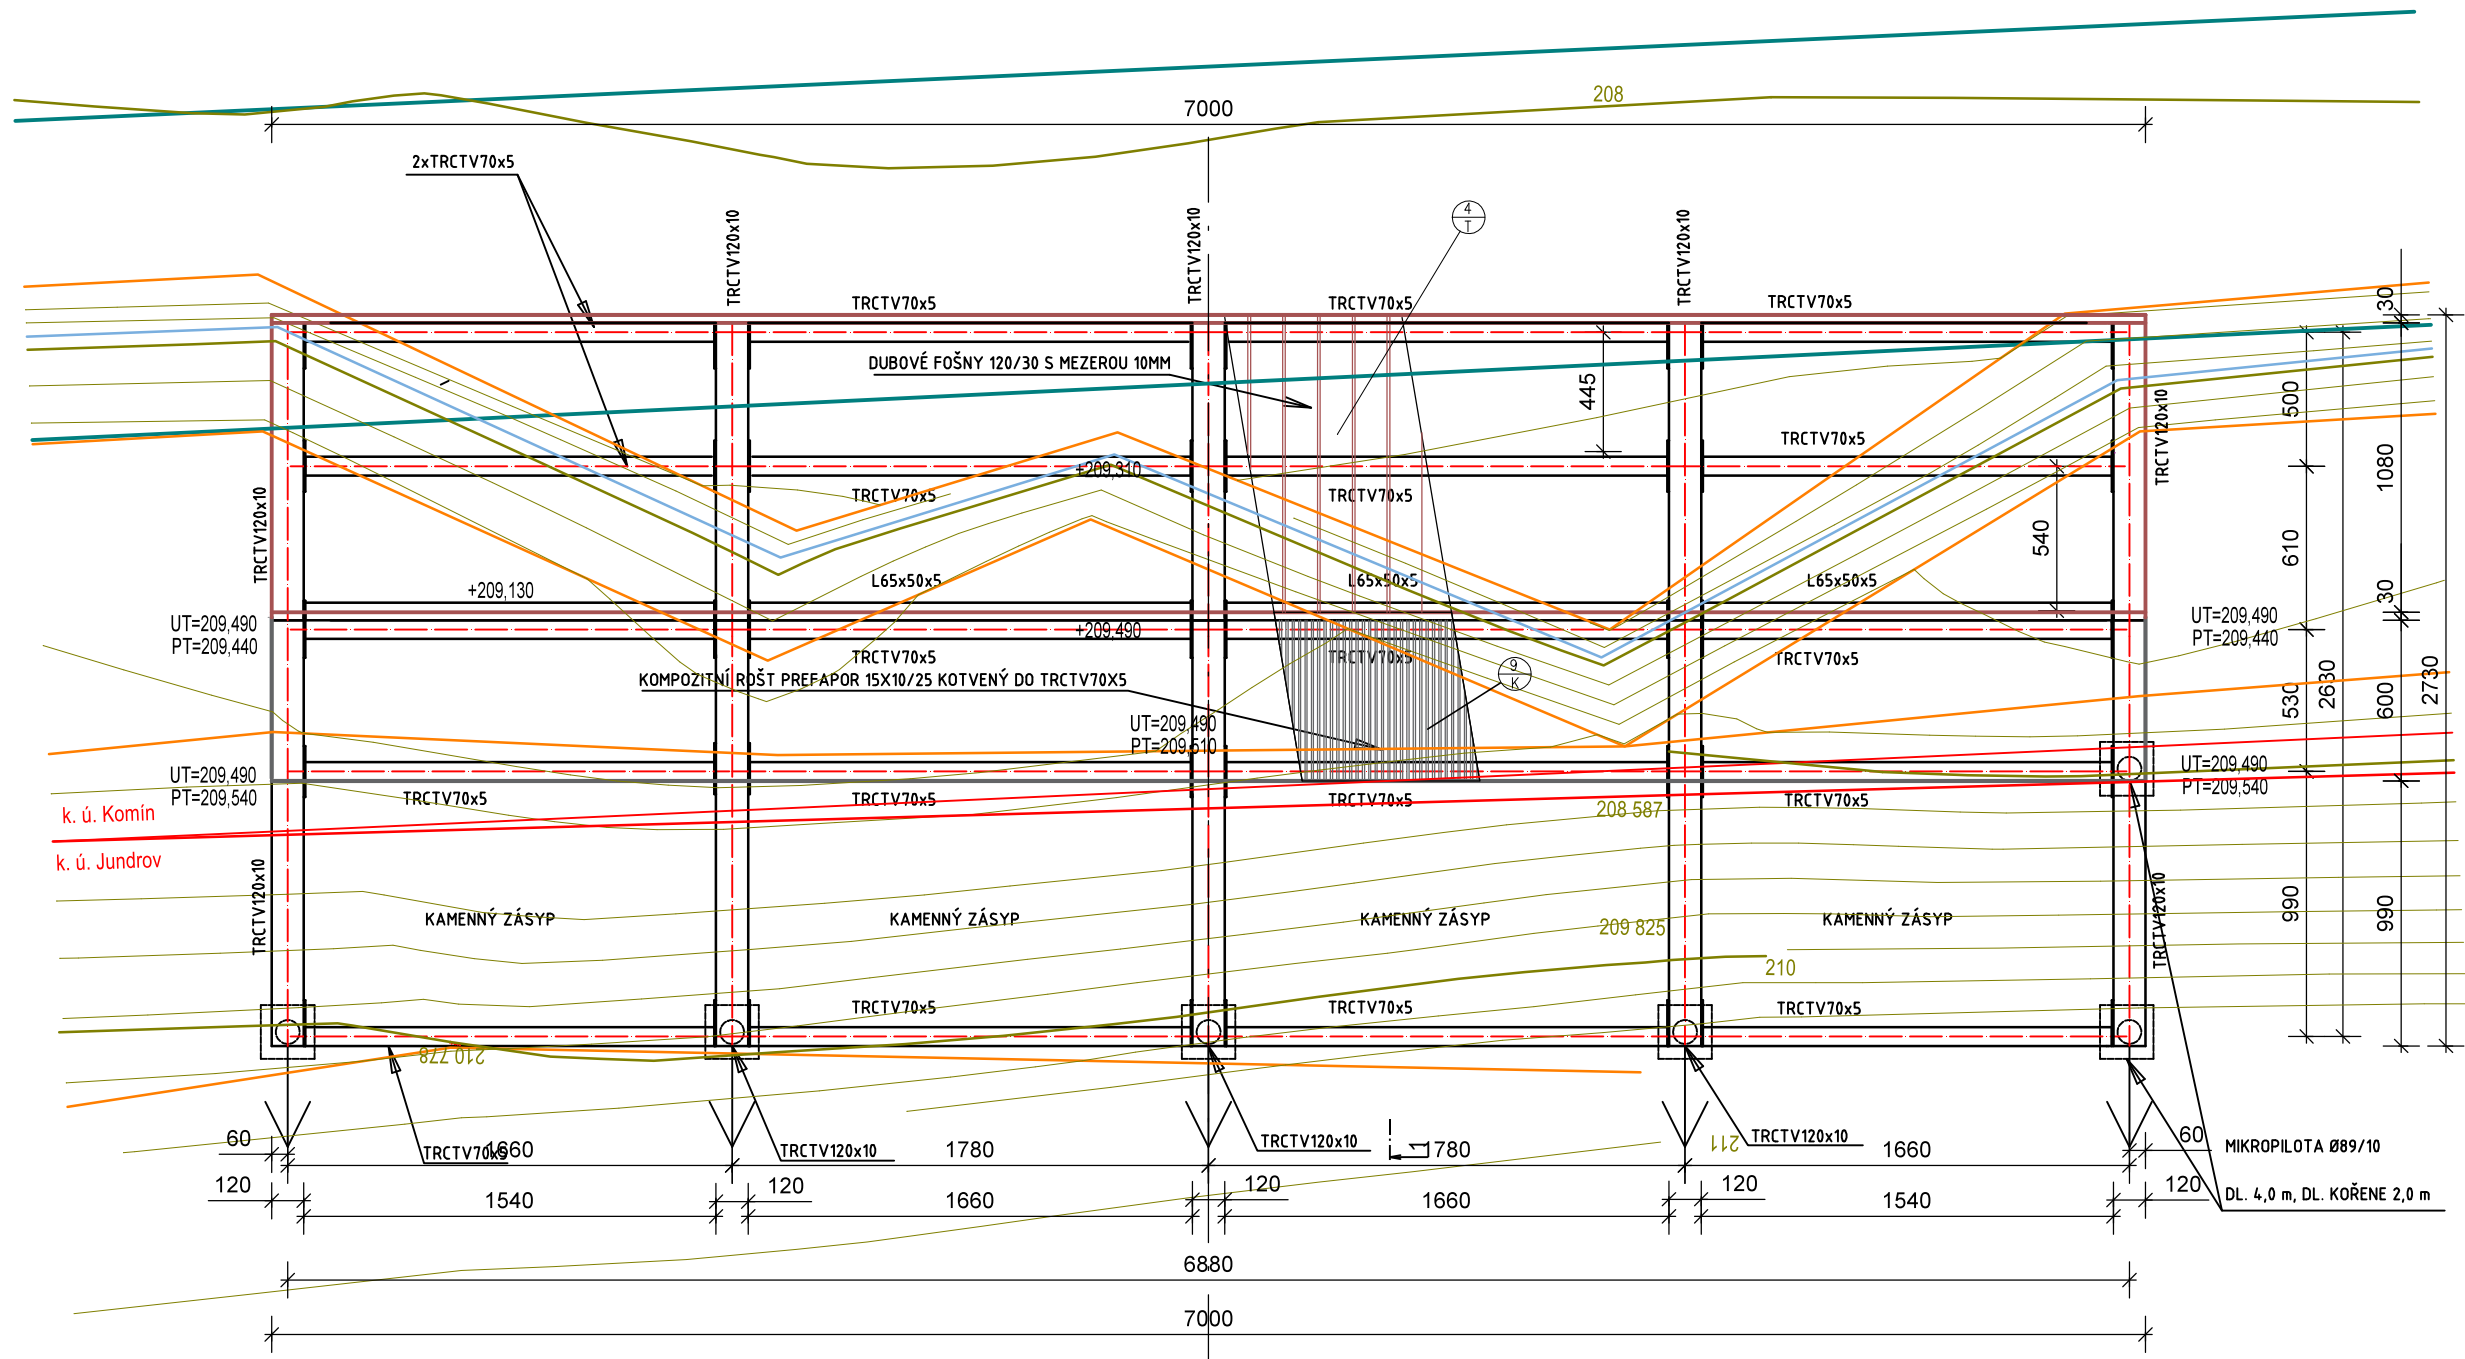 208
7000
2xTRCTV70x5
4
T
TRCTV120x10
TRCTV120x10
TRCTV120x10
TRCTV70x5
TRCTV70x5
TRCTV70x5
30
DUBOVÉ FOŠNY 120/30 S MEZEROU 10MM
445
500
TRCTV70x5
TRCTV120x10
1080
+209,310
TRCTV70x5
TRCTV70x5
TRCTV120x10
540
610
+209,130
L65x50x5
L65x50x5
L65x50x5
30
UT=209,490
PT=209,440
+209,490
UT=209,490
PT=209,440
TRCTV70x5
TRCTV70x5
TRCTV70x5
KOMPOZITNÍ ROŠT PREFAPOR 15X10/25 KOTVENÝ DO TRCTV70X5
9
K
530
2630
600
2730
UT=209,490
PT=209,510
UT=209,490
PT=209,540
UT=209,490
PT=209,540
TRCTV70x5
TRCTV70x5
TRCTV70x5
TRCTV70x5
k. ú. Komín
208 587
k. ú. Jundrov
TRCTV120x10
KAMENNÝ ZÁSYP
KAMENNÝ ZÁSYP
KAMENNÝ ZÁSYP
KAMENNÝ ZÁSYP
209 825
TRCTV120x10
990
990
210
TRCTV70x5
TRCTV70x5
TRCTV70x5
210 778
60
TRCTV70x5
1660
TRCTV120x10
1780
TRCTV120x10
1
1780
211
TRCTV120x10
1660
60
MIKROPILOTA Ø89/10
120
1540
120
1660
120
1660
120
1540
120
DL. 4,0 m, DL. KOŘENE 2,0 m
6880
7000